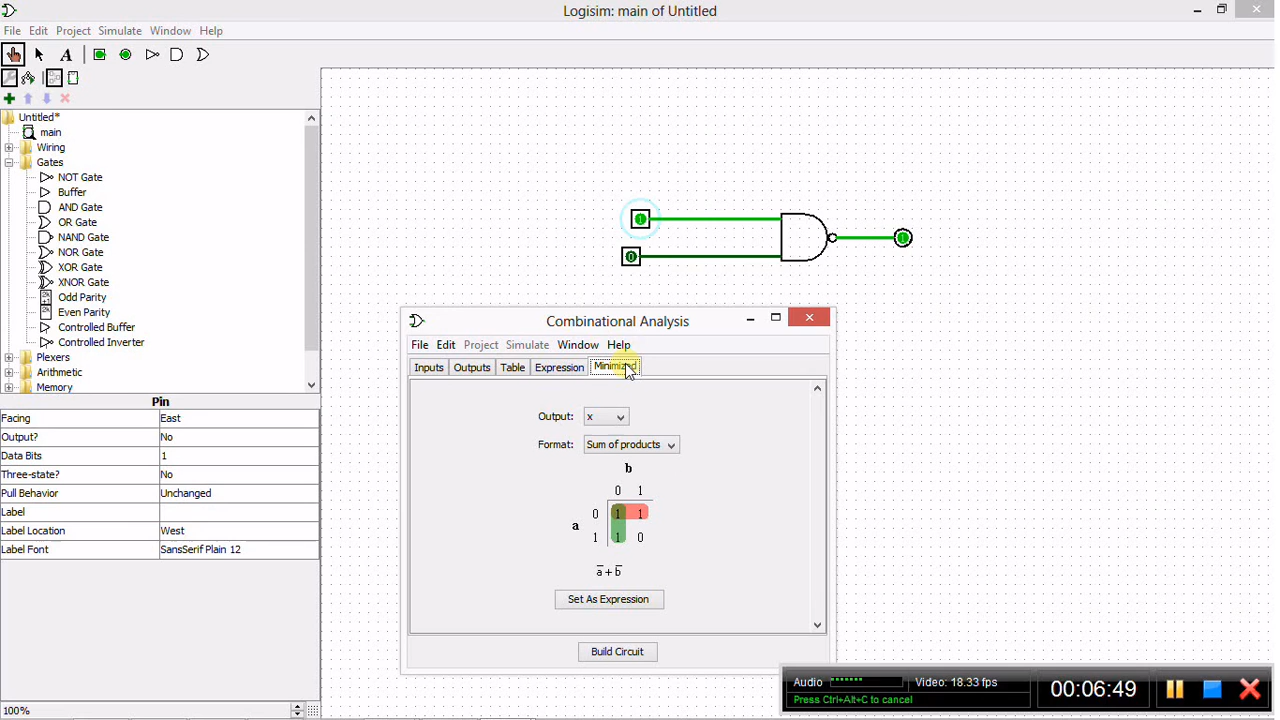 Logisim: main of Untitled
File Edit Project Simulate Window Help
A
Untitled*
main
Wiring
Gates
NOT Gate
Buffer
AND Gate
OR Gate
NAND Gate
NOR Gate
XOR Gate
XNOR Gate
Odd Parity
Even Parity
Controlled Buffer
Controlled Inverter
Plexers
Arithmetic
Memory
Pin
Facing East
Output? No
Data Bits 1
Three-state? No
Pull Behavior Unchanged
Label
Label Location West
Label Font SansSerif Plain 12
100%
1
0
1
Combinational Analysis
File Edit Project Simulate Window Help
Inputs Outputs Table Expression Minimized
Output: x
Format: Sum of products
b
0 1
0 1 1
a
1 1 0
a̅ + b̅
Set As Expression
Build Circuit
Audio Video: 18.33 fps
Press Ctrl+Alt+C to cancel
00:06:49